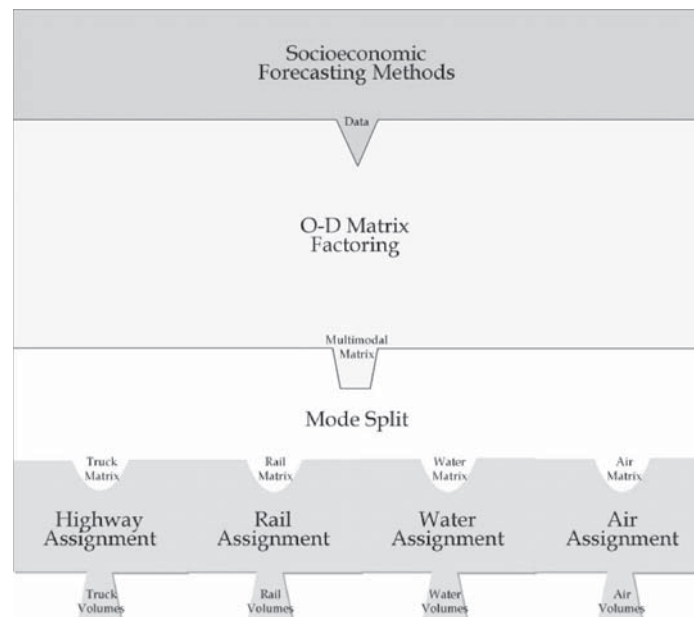 Socioeconomic
Forecasting Methods
Data
O-D Matrix
Factoring
Multimodal
Matrix
Mode Split
Truck
Matrix
Rail
Matrix
Water
Matrix
Air
Matrix
Highway
Assignment
Rail
Assignment
Water
Assignment
Air
Assignment
Truck
Volumes
Rail
Volumes
Water
Volumes
Air
Volumes